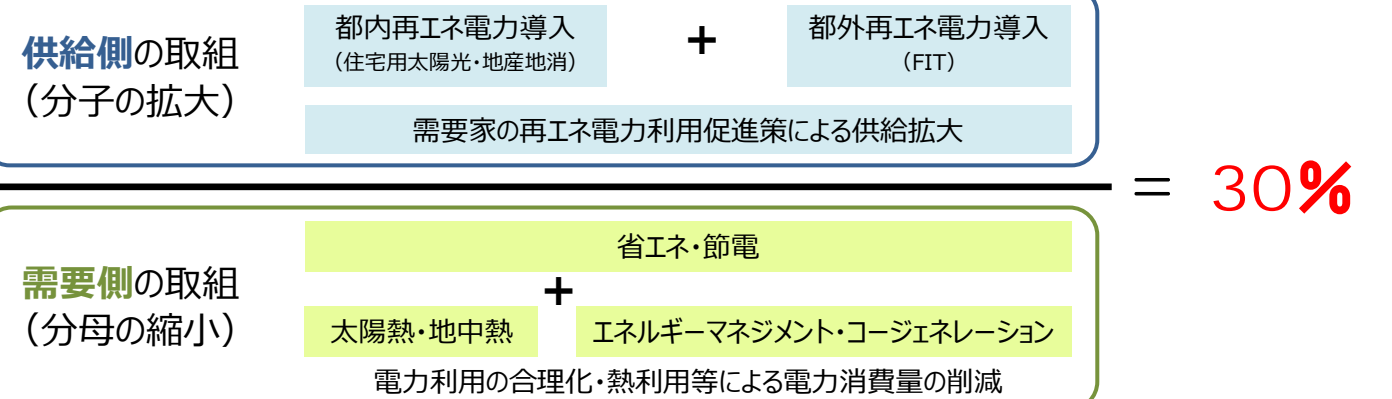 供給側の取組
(分子の拡大)
都内再エネ電力導入
(住宅用太陽光・地産地消)
+
都外再エネ電力導入
(FIT)
需要家の再エネ電力利用促進策による供給拡大
= 30%
需要側の取組
(分母の縮小)
省エネ・節電
+
太陽熱・地中熱
エネルギーマネジメント・コージェネレーション
電力利用の合理化・熱利用等による電力消費量の削減